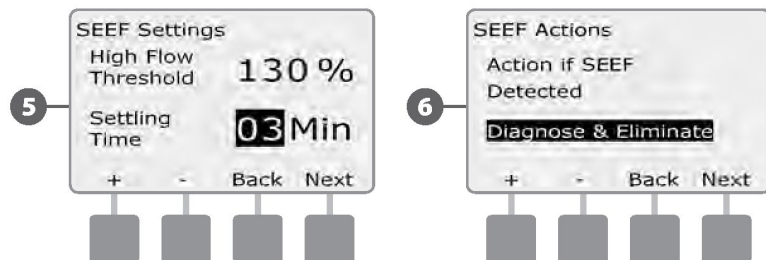 5
SEEF Settings
High Flow
Threshold
130 %
Settling
Time
03 Min
+ - Back Next
6
SEEF Actions
Action if SEEF
Detected
Diagnose & Eliminate
+ - Back Next